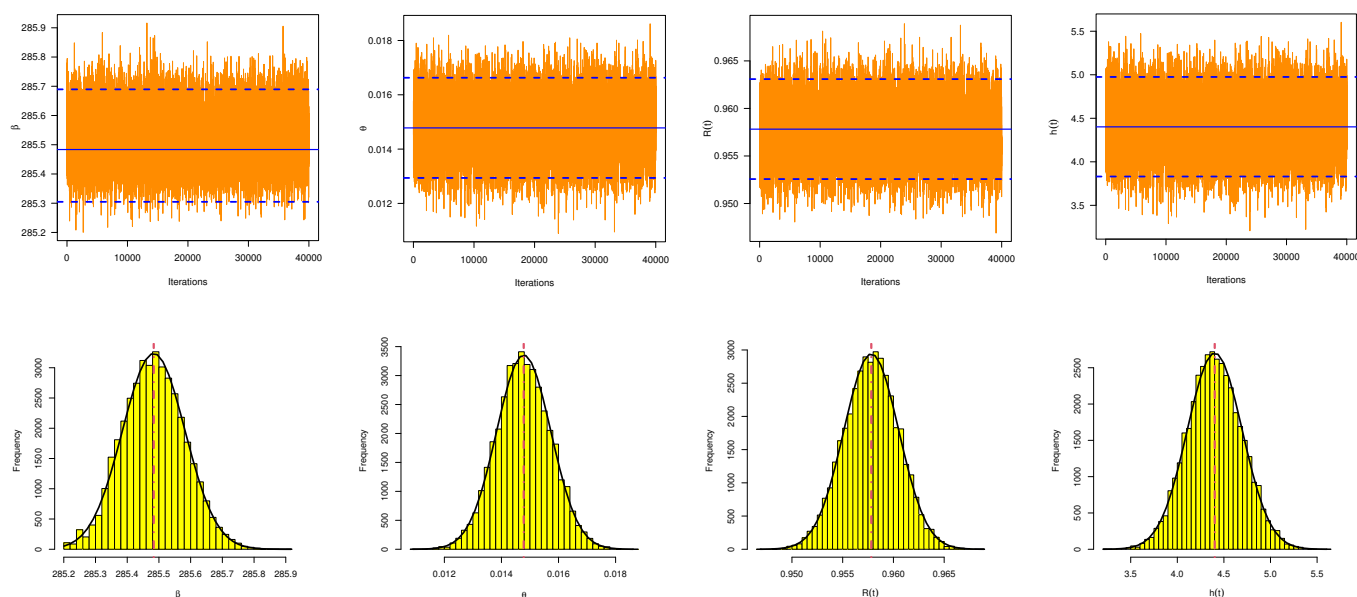 285.9
285.8
285.7
285.6
285.5
285.4
285.3
285.2
β
0 10000 20000 30000 40000
Iterations
0.018
0.016
0.014
0.012
θ
0 10000 20000 30000 40000
Iterations
0.965
0.960
0.955
0.950
R(t)
0 10000 20000 30000 40000
Iterations
5.5
5.0
4.5
4.0
3.5
h(t)
0 10000 20000 30000 40000
Iterations
3000
2500
2000
1500
1000
500
0
Frequency
285.2 285.3 285.4 285.5 285.6 285.7 285.8 285.9
β
3500
3000
2500
2000
1500
1000
500
0
Frequency
0.012 0.014 0.016 0.018
θ
3000
2500
2000
1500
1000
500
0
Frequency
0.950 0.955 0.960 0.965
R(t)
2500
2000
1500
1000
500
0
Frequency
3.5 4.0 4.5 5.0 5.5
h(t)